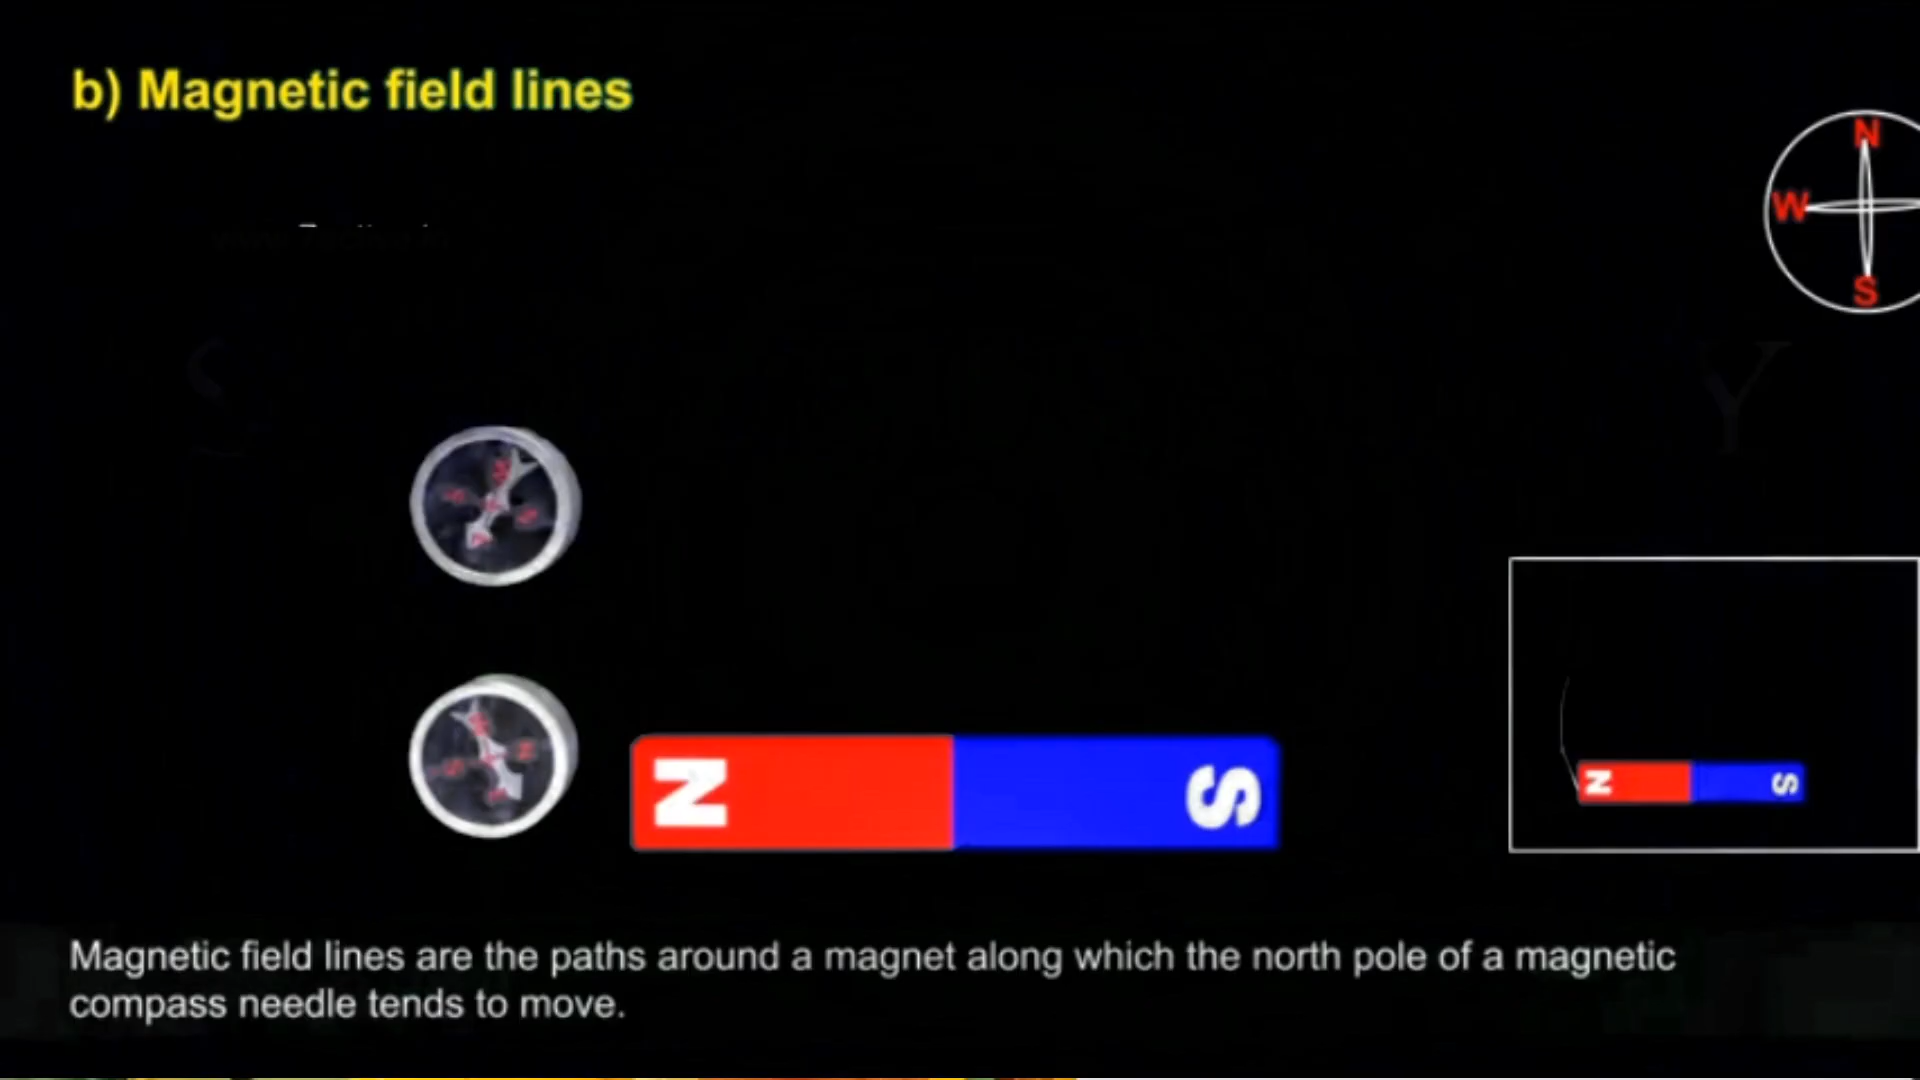 b) Magnetic field lines
N
W
S
N S
N S
Magnetic field lines are the paths around a magnet along which the north pole of a magnetic
compass needle tends to move.